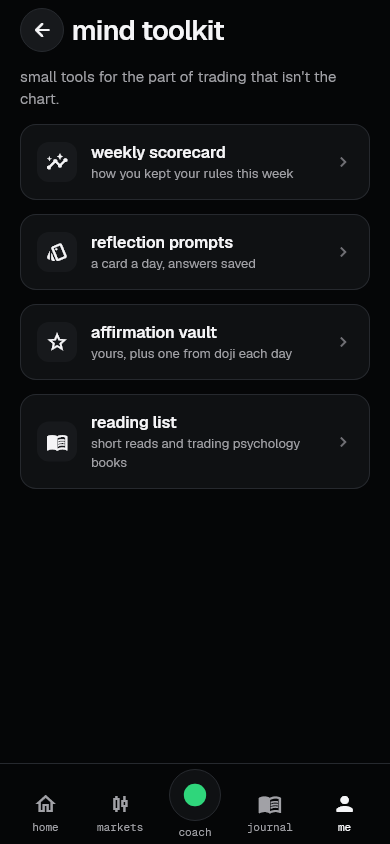 mind toolkit
small tools for the part of trading that isn't the
chart.
weekly scorecard
how you kept your rules this week
reflection prompts
a card a day, answers saved
affirmation vault
yours, plus one from doji each day
reading list
short reads and trading psychology
books
home
markets
coach
journal
me